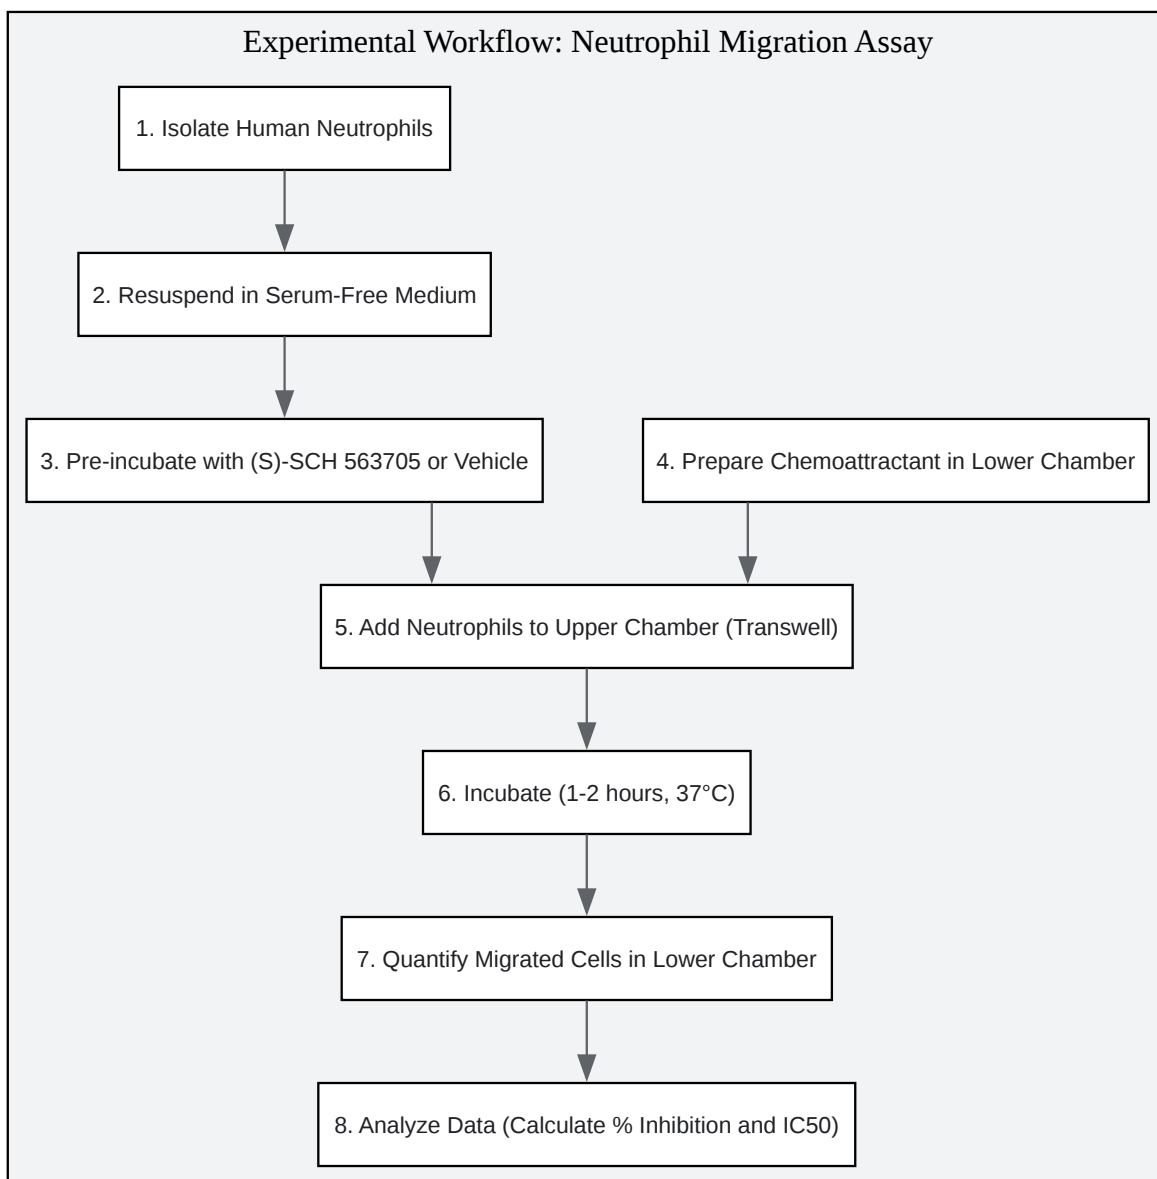 Experimental Workflow: Neutrophil Migration Assay
1. Isolate Human Neutrophils
2. Resuspend in Serum-Free Medium
3. Pre-incubate with (S)-SCH 563705 or Vehicle
4. Prepare Chemoattractant in Lower Chamber
5. Add Neutrophils to Upper Chamber (Transwell)
6. Incubate (1-2 hours, 37°C)
7. Quantify Migrated Cells in Lower Chamber
8. Analyze Data (Calculate % Inhibition and IC50)